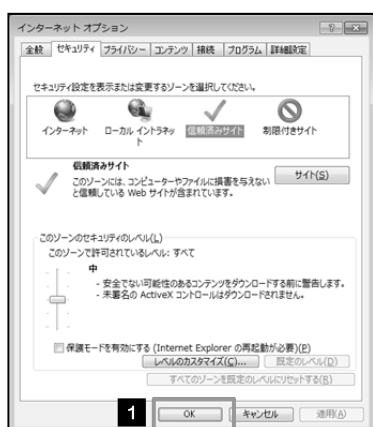 インターネット オプション
全般 セキュリティ プライバシー コンテンツ 接続 プログラム 詳細設定
セキュリティ設定を表示または変更するゾーンを選択してください。
インターネット ローカル イントラネット 信頼済みサイト 制限付きサイト
信頼済みサイト
このゾーンには、コンピューターやファイルに損害を与えない
と信頼している Web サイトが含まれています。
サイト(S)
このゾーンのセキュリティのレベル(L)
このゾーンで許可されているレベル: すべて
中
- 安全でない可能性のあるコンテンツをダウンロードする前に警告します。
- 未署名の ActiveX コントロールはダウンロードされません。
保護モードを有効にする (Internet Explorer の再起動が必要)(P)
レベルのカスタマイズ(C)... 既定のレベル(D)
すべてのゾーンを既定のレベルにリセットする(R)
1 OK キャンセル 適用(A)